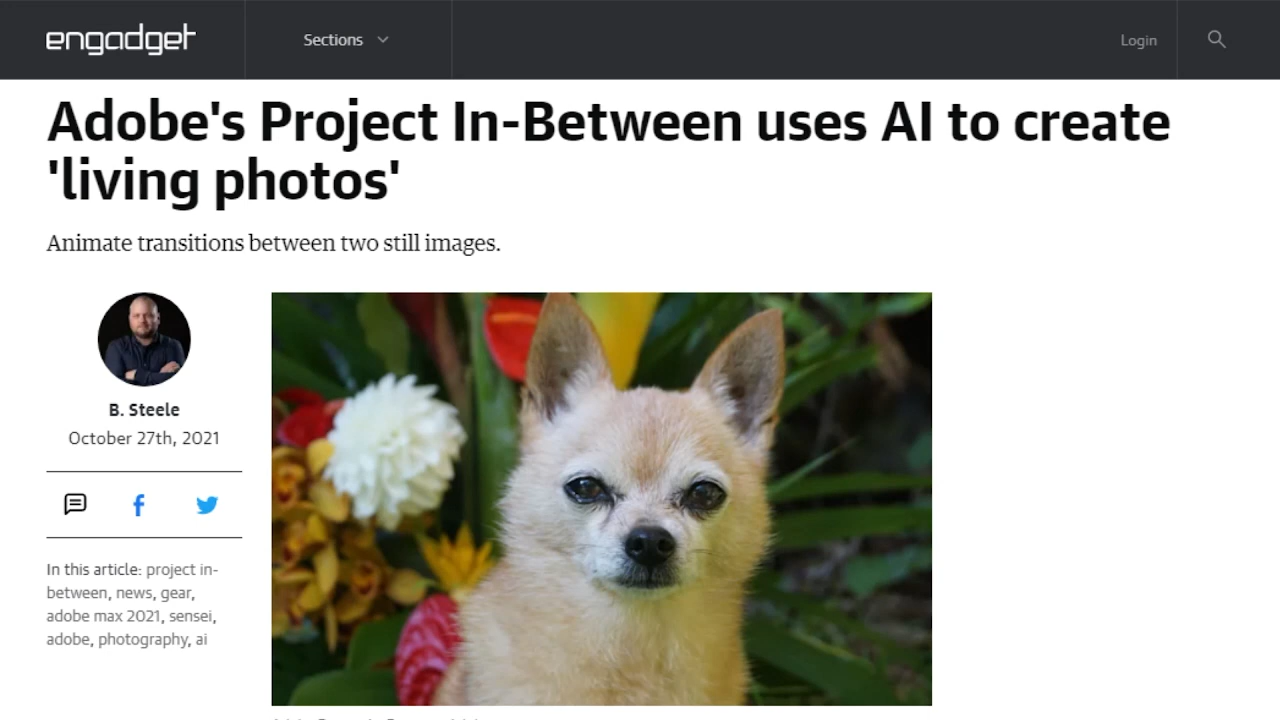 engadget
Sections
Login
Adobe's Project In-Between uses AI to create
'living photos'
Animate transitions between two still images.
B. Steele
October 27th, 2021
In this article: project in-
between, news, gear,
adobe max 2021, sensei,
adobe, photography, ai